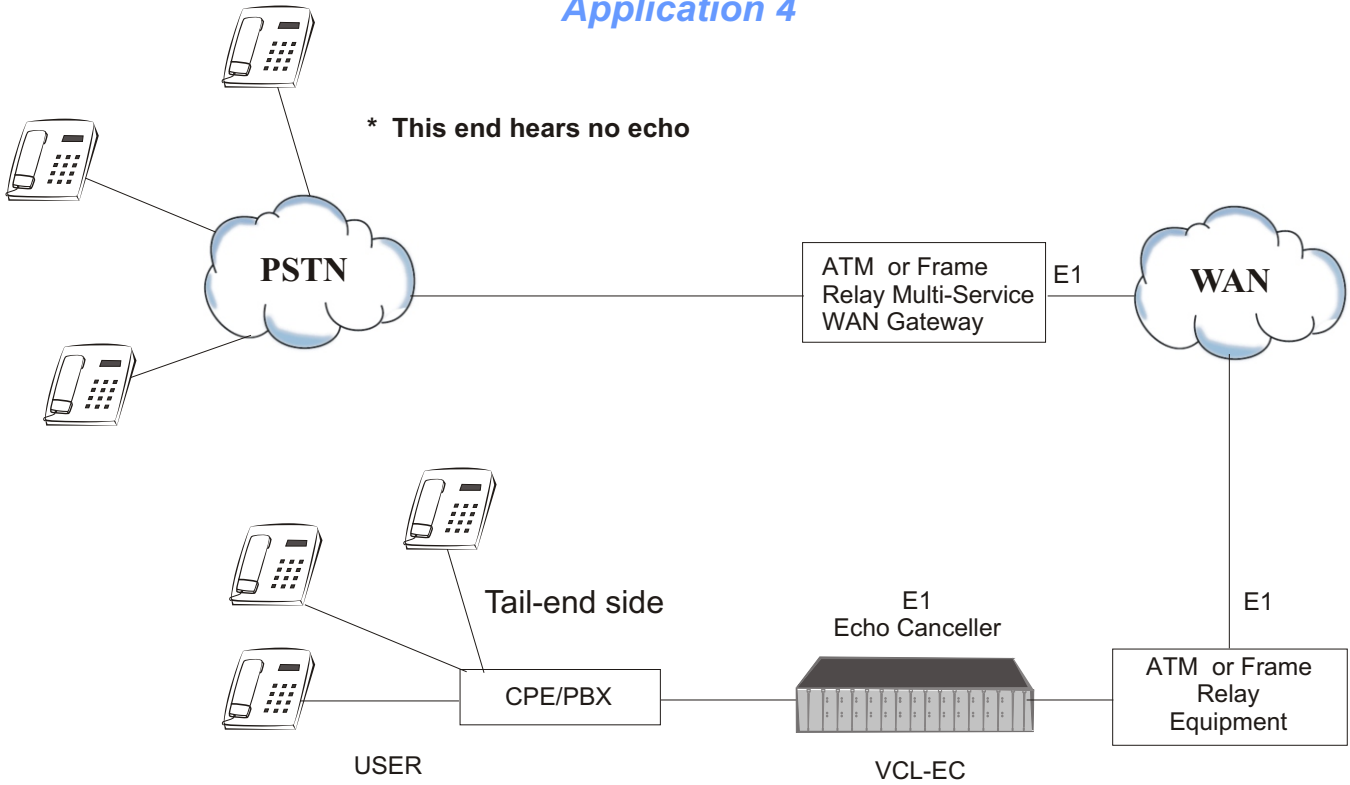 Application 4
* This end hears no echo
PSTN
ATM or Frame
Relay Multi-Service
WAN Gateway
E1
WAN
Tail-end side
E1
Echo Canceller
E1
CPE/PBX
ATM or Frame
Relay
Equipment
USER
VCL-EC